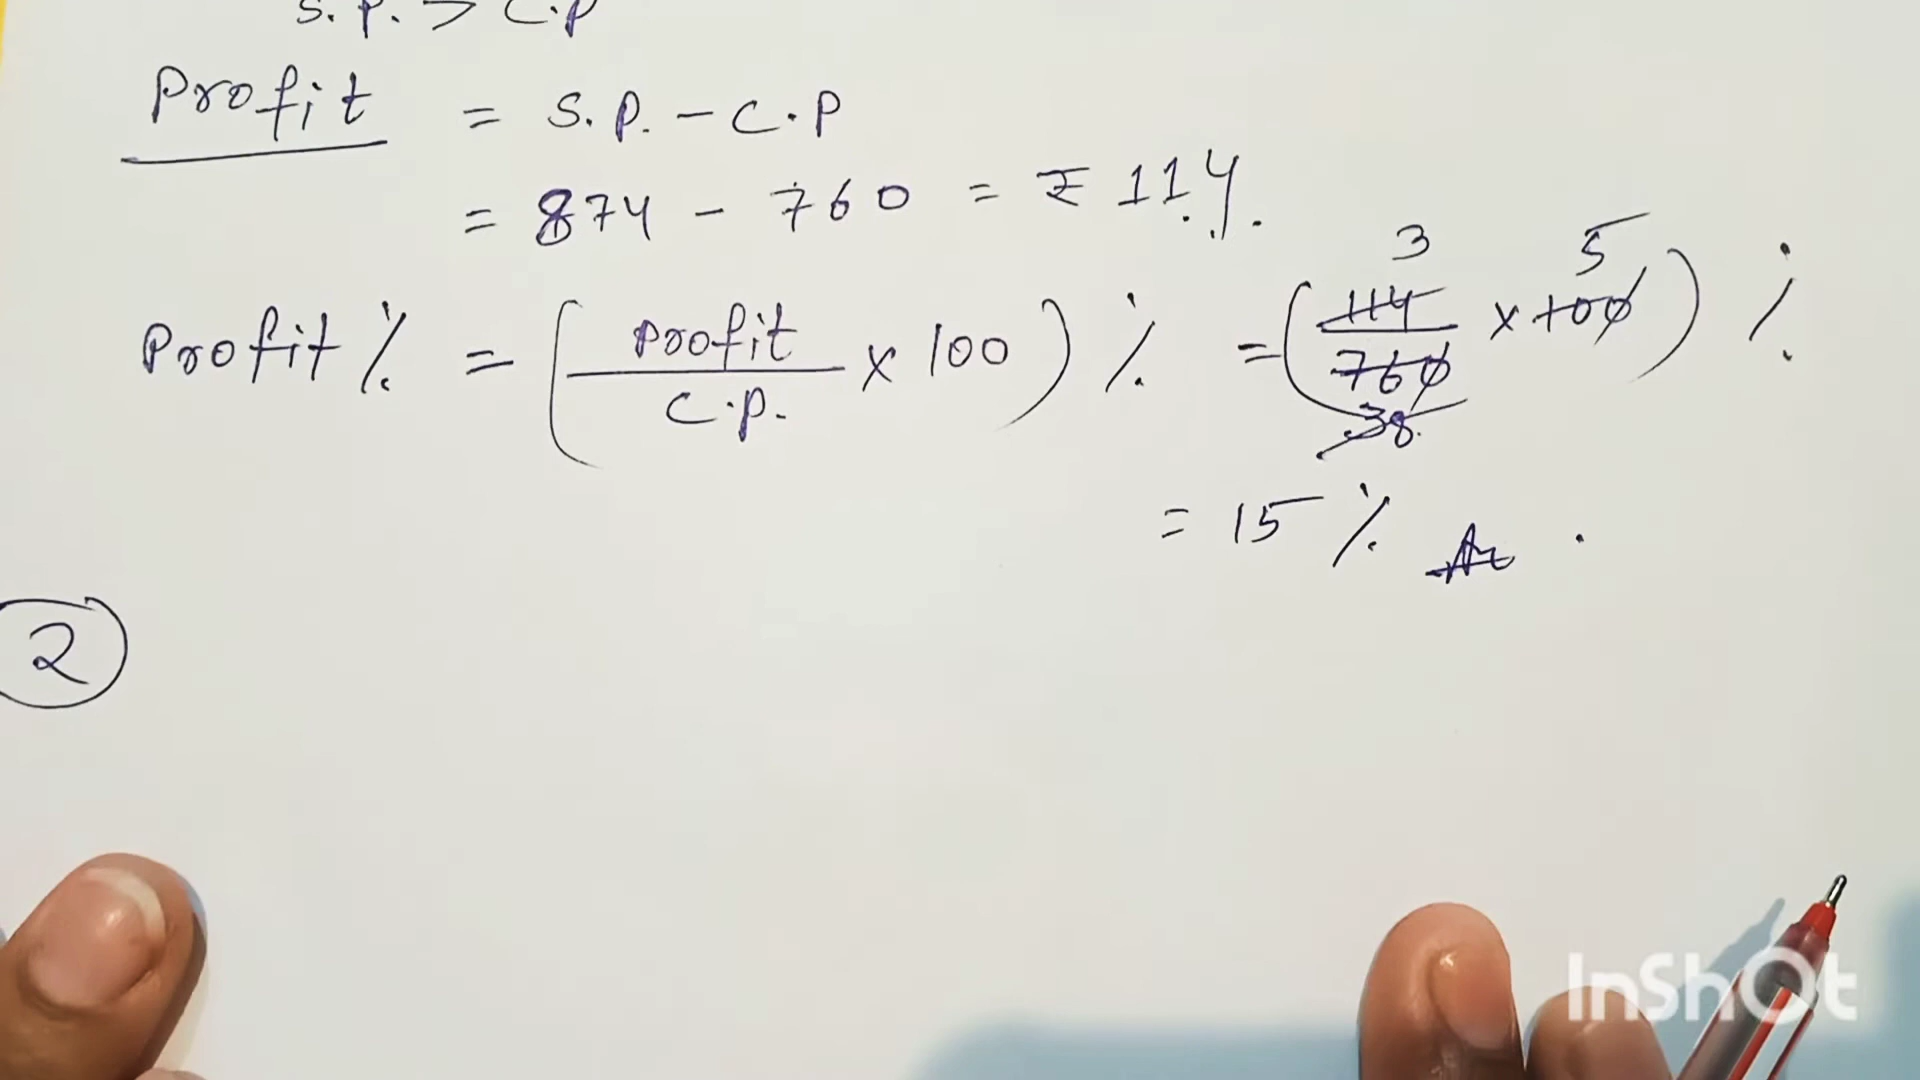 S. P. > C.P
Profit = S. P. - C.P
= 874 - 760 = ₹ 114.
Profit % = ( Profit / C.P. x 100 ) % = ( 114 / 760 x 100 ) %
3 5
38
= 15 % Ans .
2
InShOt